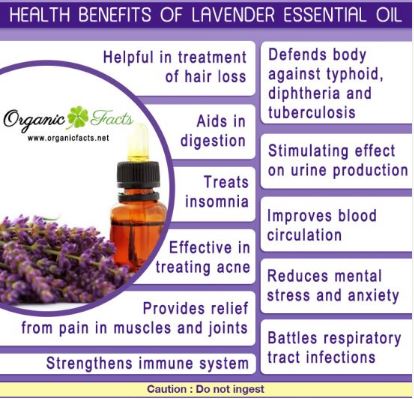 HEALTH BENEFITS OF LAVENDER ESSENTIAL OIL
Helpful in treatment
of hair loss
Organic Facts
www.organicfacts.net
Aids in
digestion
Treats
insomnia
Effective in
treating acne
Provides relief
from pain in muscles and joints
Strengthens immune system
Defends body
against typhoid,
diphtheria and
tuberculosis
Stimulating effect
on urine production
Improves blood
circulation
Reduces mental
stress and anxiety
Battles respiratory
tract infections
Caution : Do not ingest